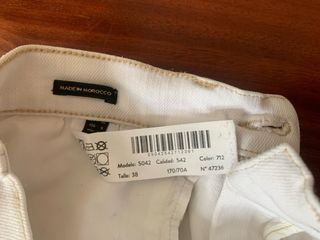 MADE IN MOROCCO
Modelo: 5042 Calidad: 542 Color: 712
Talla: 38 170/70A Nº 47236